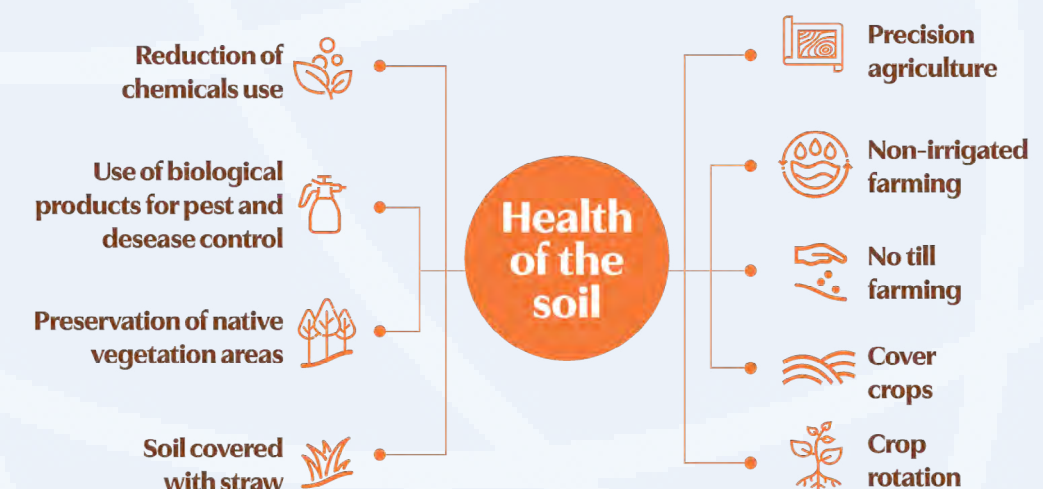 Reduction of
chemicals use
Use of biological
products for pest and
desease control
Preservation of native
vegetation areas
Soil covered
with straw
Health
of the
soil
Precision
agriculture
Non-irrigated
farming
No till
farming
Cover
crops
Crop
rotation